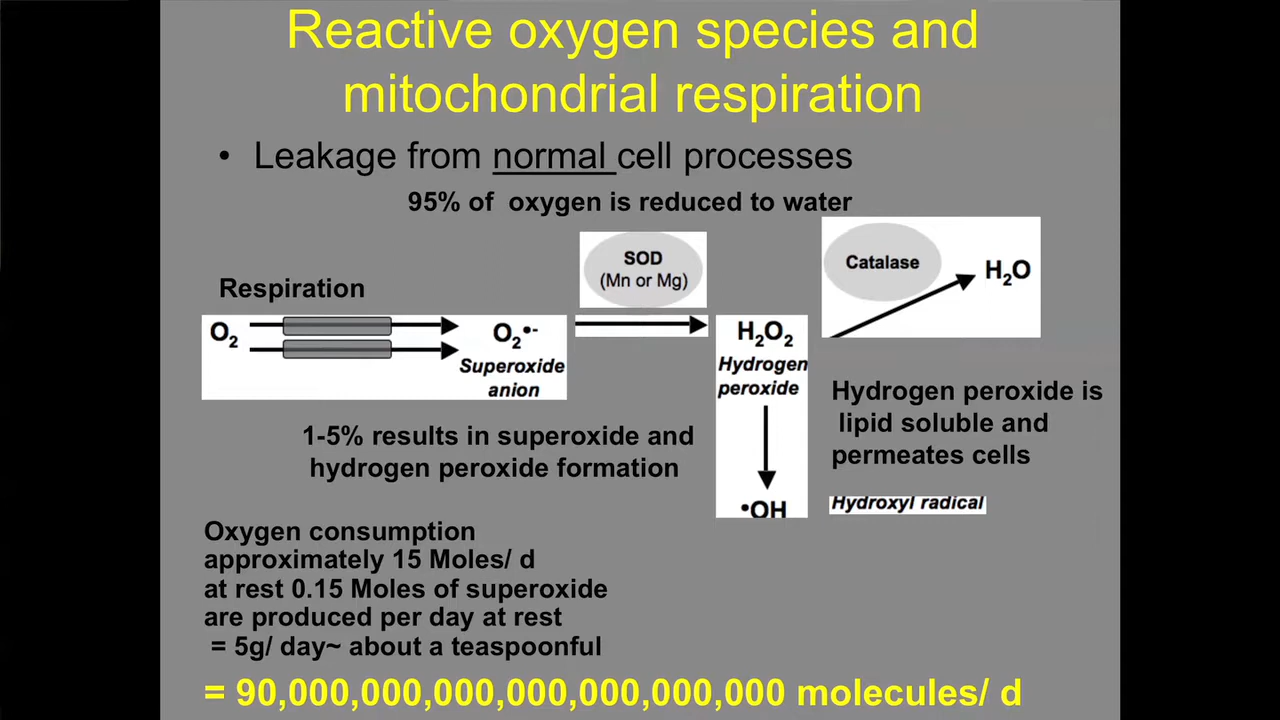 Reactive oxygen species and
mitochondrial respiration
• Leakage from normal cell processes
95% of oxygen is reduced to water
SOD
(Mn or Mg)
Catalase
H₂O
Respiration
O₂
O₂•-
Superoxide
anion
H₂O₂
Hydrogen
peroxide
Hydrogen peroxide is
lipid soluble and
permeates cells
1-5% results in superoxide and
hydrogen peroxide formation
•OH
Hydroxyl radical
Oxygen consumption
approximately 15 Moles/ d
at rest 0.15 Moles of superoxide
are produced per day at rest
= 5g/ day~ about a teaspoonful
= 90,000,000,000,000,000,000,000 molecules/ d